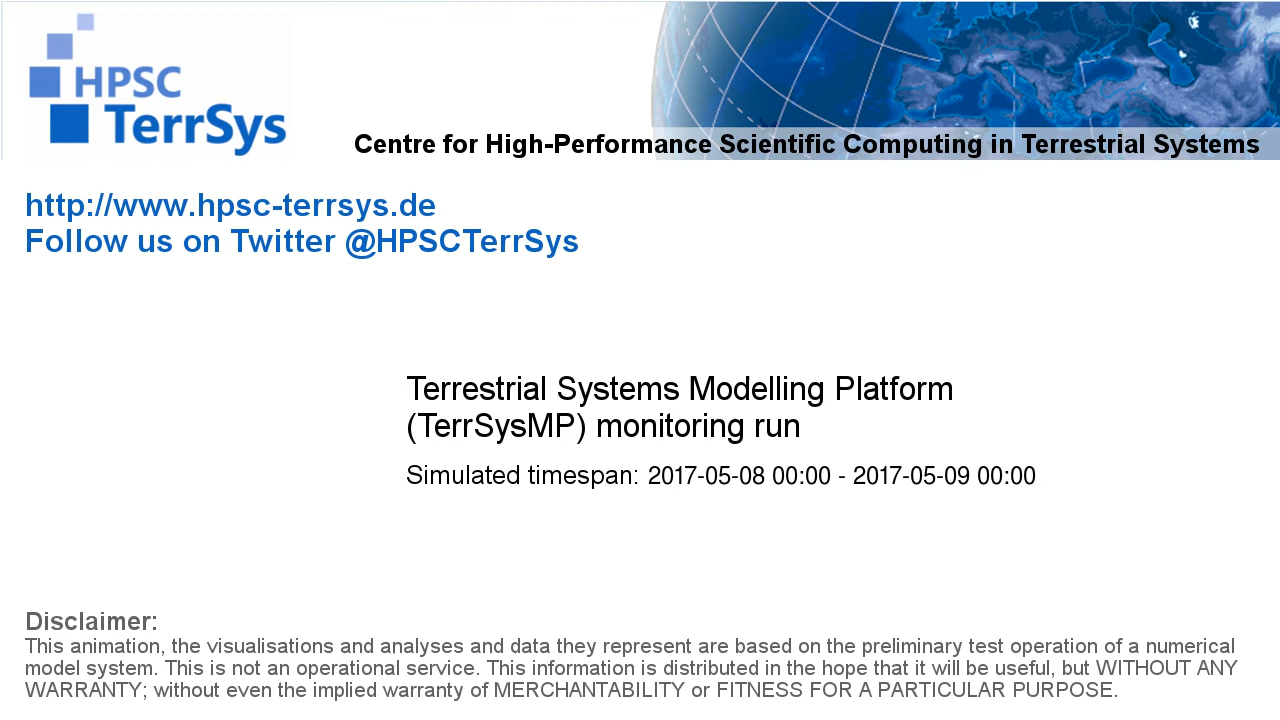 HPSC
TerrSys
Centre for High-Performance Scientific Computing in Terrestrial Systems
http://www.hpsc-terrsys.de
Follow us on Twitter @HPSCTerrSys
Terrestrial Systems Modelling Platform
(TerrSysMP) monitoring run
Simulated timespan: 2017-05-08 00:00 - 2017-05-09 00:00
Disclaimer:
This animation, the visualisations and analyses and data they represent are based on the preliminary test operation of a numerical
model system. This is not an operational service. This information is distributed in the hope that it will be useful, but WITHOUT ANY
WARRANTY; without even the implied warranty of MERCHANTABILITY or FITNESS FOR A PARTICULAR PURPOSE.